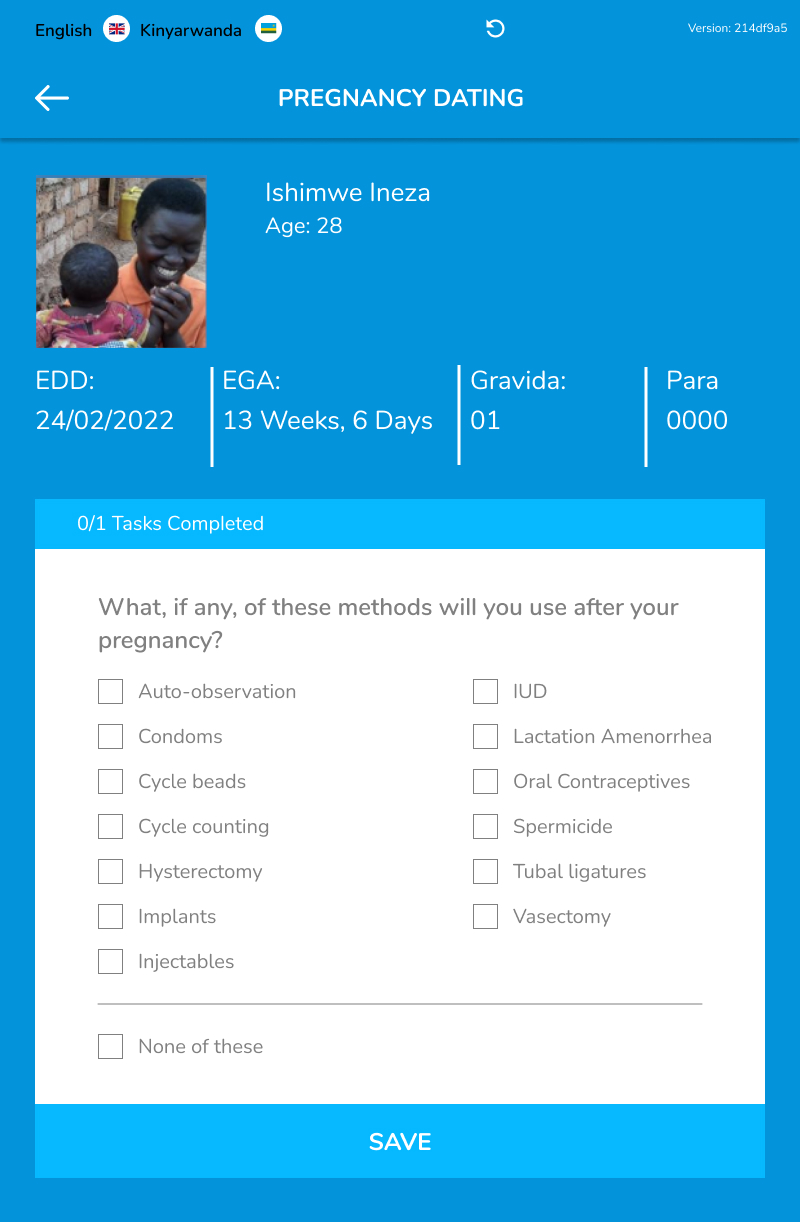 English Kinyarwanda Version: 214df9a5
PREGNANCY DATING
Ishimwe Ineza
Age: 28
EDD: EGA: Gravida: Para
24/02/2022 13 Weeks, 6 Days 01 0000
0/1 Tasks Completed
What, if any, of these methods will you use after your
pregnancy?
Auto-observation IUD
Condoms Lactation Amenorrhea
Cycle beads Oral Contraceptives
Cycle counting Spermicide
Hysterectomy Tubal ligatures
Implants Vasectomy
Injectables
None of these
SAVE